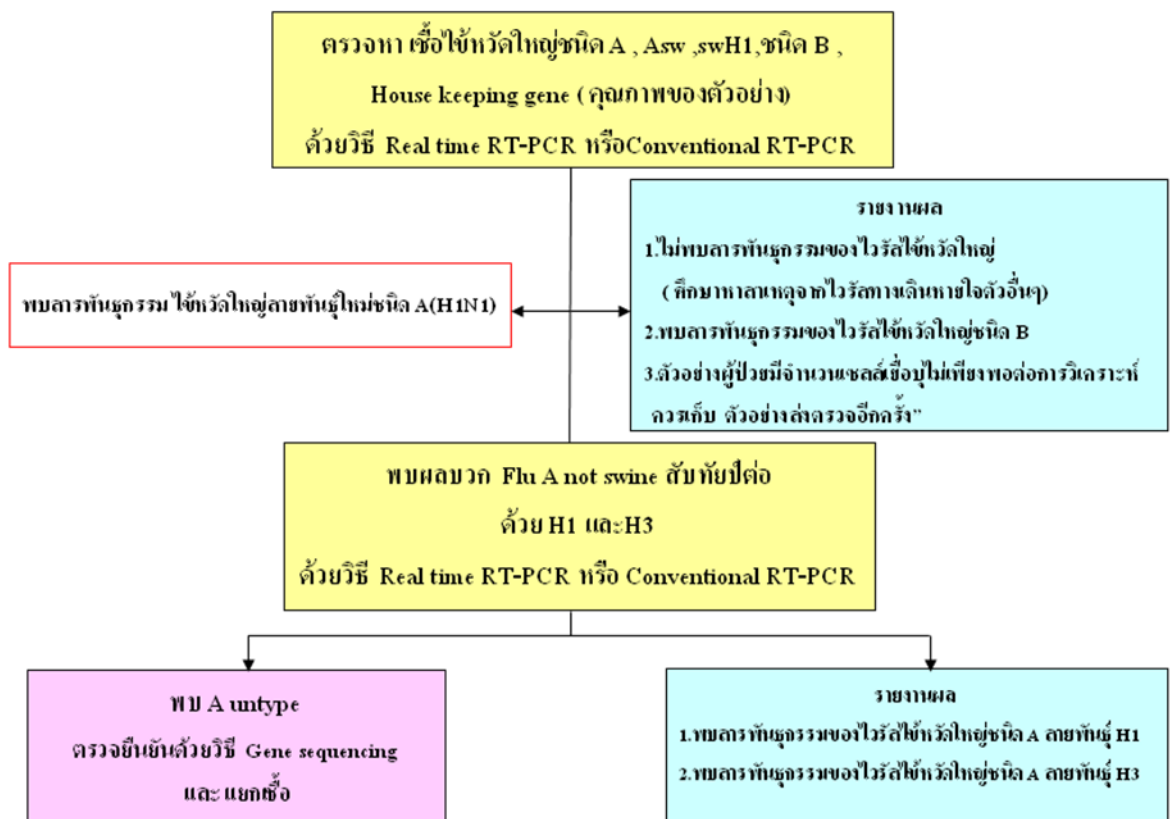 ตรวจหา เชื้อไข้หวัดใหญ่ชนิด A , Asw ,swH1,ชนิด B ,
House keeping gene ( คุณภาพของตัวอย่าง)
ด้วยวิธี Real time RT-PCR หรือConventional RT-PCR
รายงานผล
1.ไม่พบสารพันธุกรรมของไวรัสไข้หวัดใหญ่
( ศึกษาหาสาเหตุจากไวรัสทางเดินหายใจตัวอื่นๆ)
2.พบสารพันธุกรรมของไวรัสไข้หวัดใหญ่ชนิด B
3.ตัวอย่างผู้ป่วยมีจำนวนเซลล์เยื่อบุไม่เพียงพอต่อการวิเคราะห์
ควรเก็บ ตัวอย่างส่งตรวจอีกครั้ง”
พบสารพันธุกรรม ไข้หวัดใหญ่สายพันธุ์ใหม่ชนิด A(H1N1)
พบผลบวก Flu A not swine สับทัยป์ต่อ
ด้วย H1 และH3
ด้วยวิธี Real time RT-PCR หรือ Conventional RT-PCR
พบ A untype
ตรวจยืนยันด้วยวิธี Gene sequencing
และ แยกเชื้อ
รายงานผล
1.พบสารพันธุกรรมของไวรัสไข้หวัดใหญ่ชนิด A สายพันธุ์ H1
2.พบสารพันธุกรรมของไวรัสไข้หวัดใหญ่ชนิด A สายพันธุ์ H3